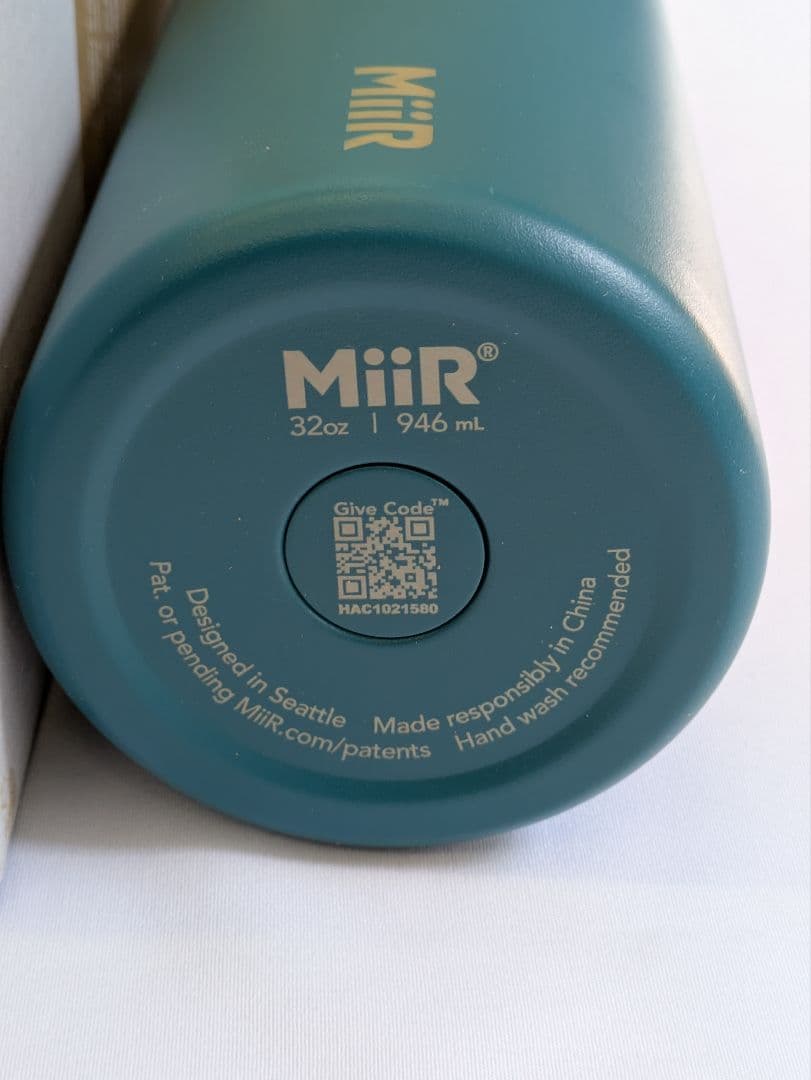 MiiR
MiiR®
32oz | 946 mL
Give Code™
HAC1021580
Designed in Seattle Made responsibly in China
Pat. or pending MiiR.com/patents Hand wash recommended